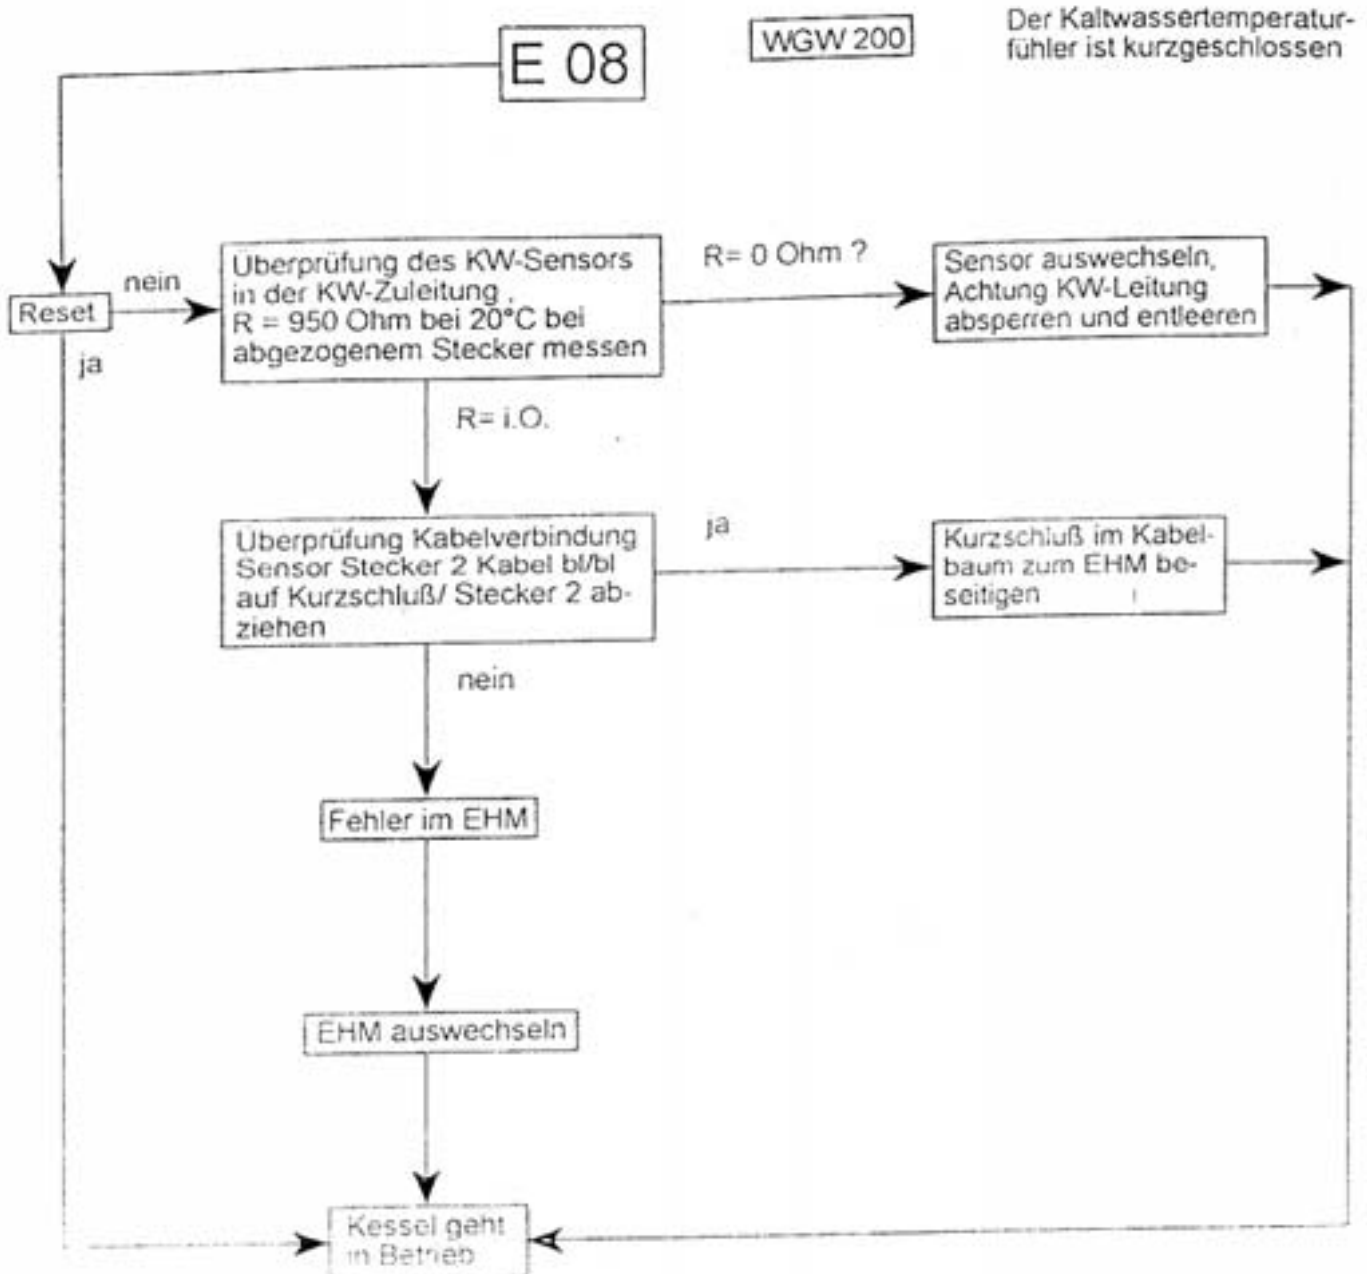 E 08
WGW 200
Der Kaltwassertemperatur-
fühler ist kurzgeschlossen
Reset
nein
ja
Überprüfung des KW-Sensors
in der KW-Zuleitung ,
R = 950 Ohm bei 20°C bei
abgezogenem Stecker messen
R= 0 Ohm ?
Sensor auswechseln,
Achtung KW-Leitung
absperren und entleeren
R= i.O.
Überprüfung Kabelverbindung
Sensor Stecker 2 Kabel bl/bl
auf Kurzschluß/ Stecker 2 ab-
ziehen
ja
Kurzschluß im Kabel-
baum zum EHM be-
seitigen
nein
Fehler im EHM
EHM auswechseln
Kessel geht
in Betrieb